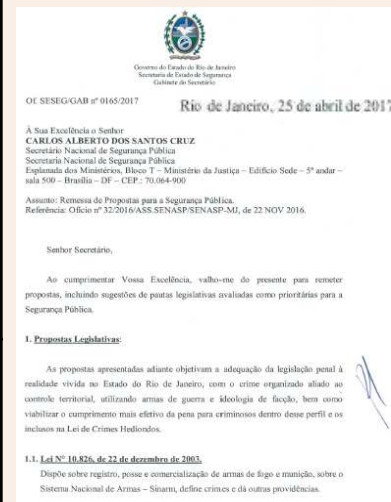 Governo do Estado do Rio de Janeiro
Secretaria de Estado de Segurança
Gabinete do Secretário
Of. SESEG/GAB nº 0165/2017
Rio de Janeiro, 25 de abril de 2017
À Sua Excelência o Senhor
CARLOS ALBERTO DOS SANTOS CRUZ
Secretário Nacional de Segurança Pública
Secretaria Nacional de Segurança Pública
Esplanada dos Ministérios, Bloco T – Ministério da Justiça – Edifício Sede – 5º andar –
sala 500 – Brasília – DF – CEP.: 70.064-900
Assunto: Remessa de Propostas para a Segurança Pública.
Referência: Ofício nº 32/2016/ASS.SENASP/SENASP-MJ, de 22 NOV 2016.
Senhor Secretário,
Ao cumprimentar Vossa Excelência, valho-me do presente para remeter
propostas, incluindo sugestões de pautas legislativas avaliadas como prioritárias para a
Segurança Pública.
1. Propostas Legislativas:
As propostas apresentadas adiante objetivam a adequação da legislação penal à
realidade vivida no Estado do Rio de Janeiro, com o crime organizado aliado ao
controle territorial, utilizando armas de guerra e ideologia de facção, bem como
viabilizar o cumprimento mais efetivo da pena para criminosos dentro desse perfil e os
inclusos na Lei de Crimes Hediondos.
1.1. Lei Nº 10.826, de 22 de dezembro de 2003.
Dispõe sobre registro, posse e comercialização de armas de fogo e munição, sobre o
Sistema Nacional de Armas – Sinarm, define crimes e dá outras providências.